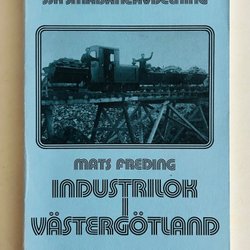 MATS FREDING
INDUSTRILOK
I
VÄSTERGÖTLAND